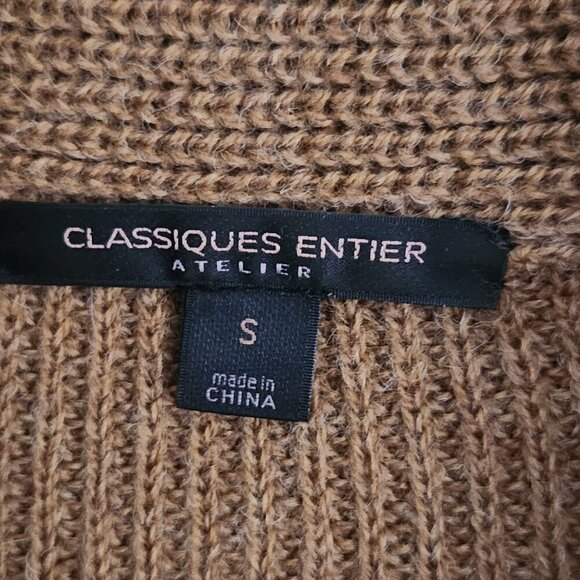 CLASSIQUES ENTIER
ATELIER
S
made in
CHINA